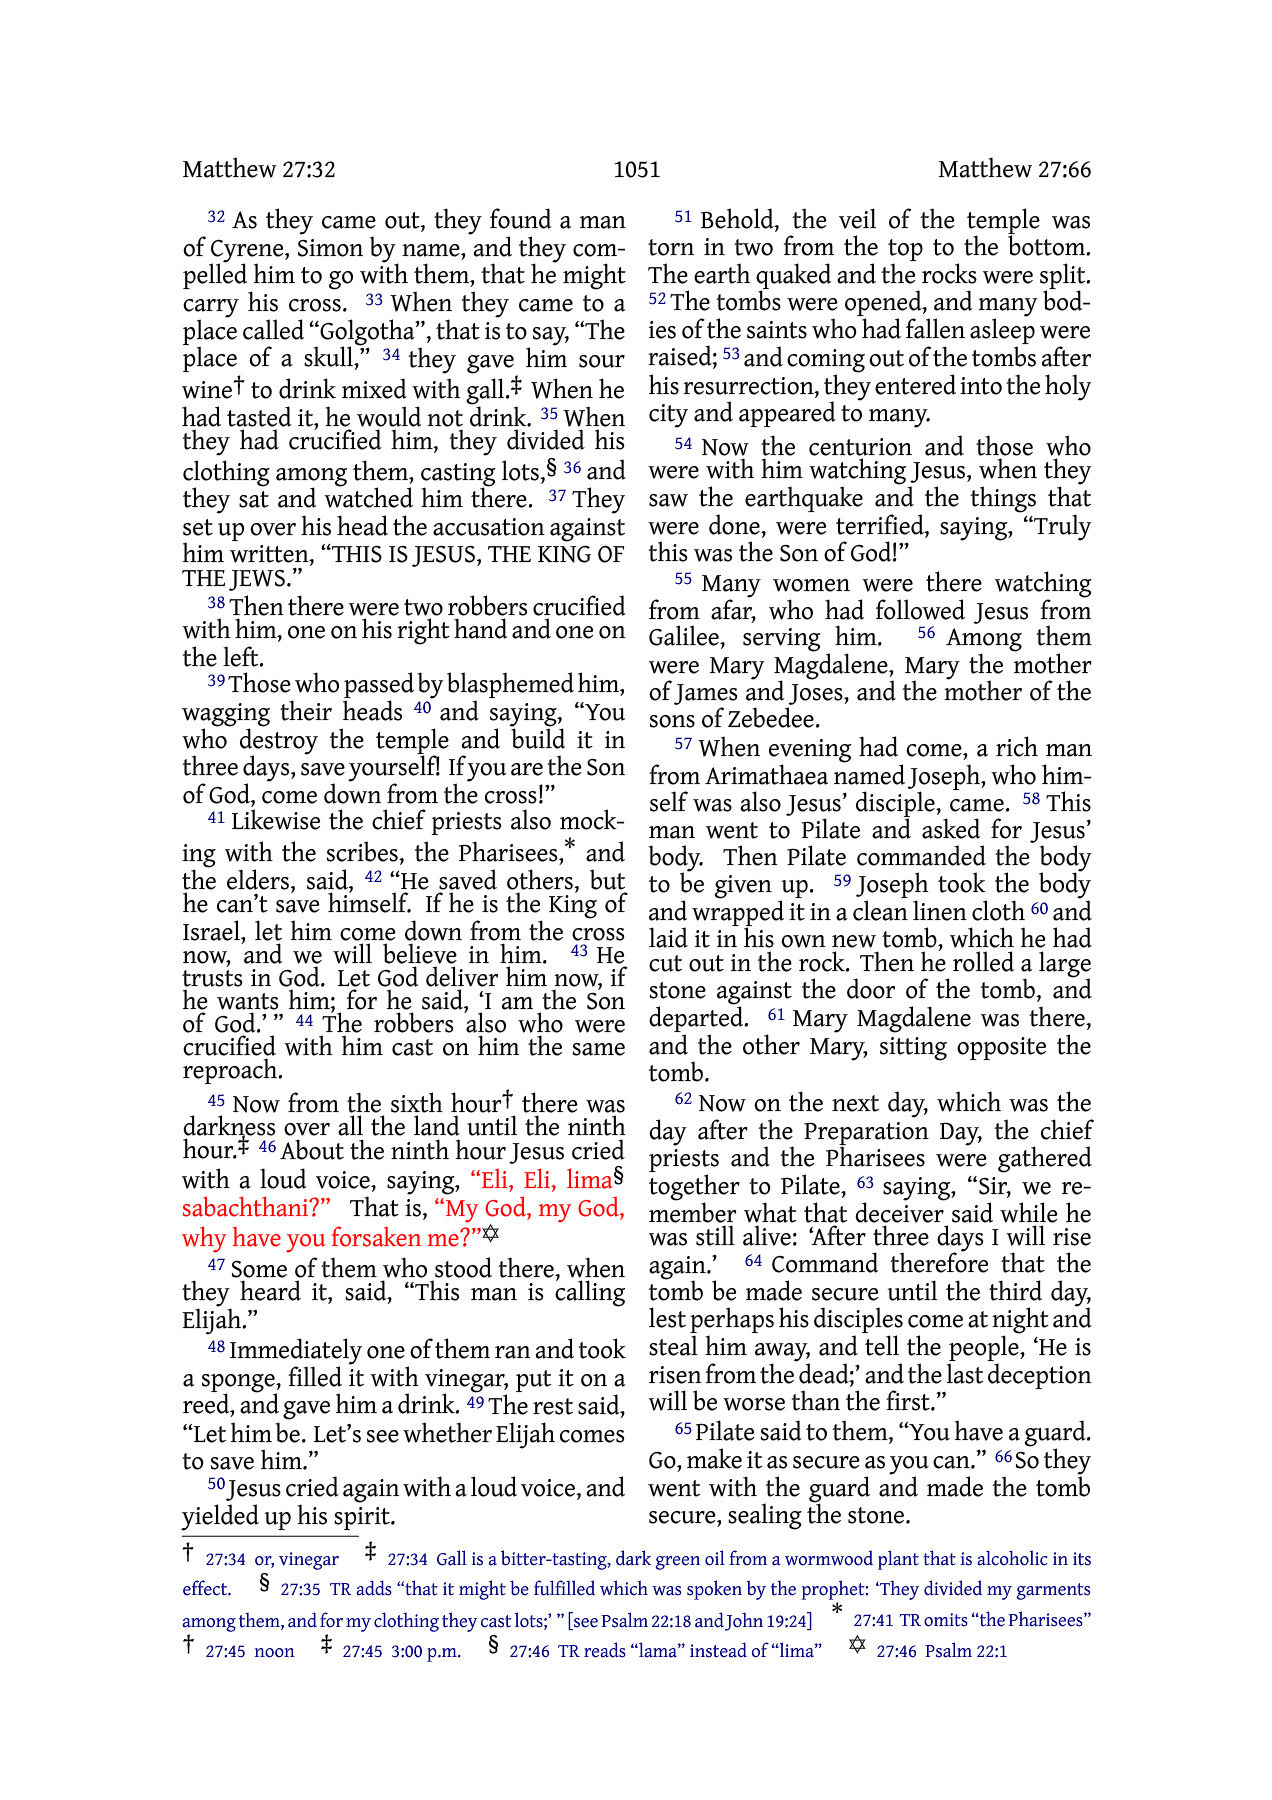 Matthew 27:32 1051 Matthew 27:66
32 As they came out, they found a man
of Cyrene, Simon by name, and they com-
pelled him to go with them, that he might
carry his cross. 33 When they came to a
place called “Golgotha”, that is to say, “The
place of a skull,” 34 they gave him sour
wine† to drink mixed with gall.‡ When he
had tasted it, he would not drink. 35 When
they had crucified him, they divided his
clothing among them, casting lots,§ 36 and
they sat and watched him there. 37 They
set up over his head the accusation against
him written, “THIS IS JESUS, THE KING OF
THE JEWS.”
38 Then there were two robbers crucified
with him, one on his right hand and one on
the left.
39 Those who passed by blasphemed him,
wagging their heads 40 and saying, “You
who destroy the temple and build it in
three days, save yourself! If you are the Son
of God, come down from the cross!”
41 Likewise the chief priests also mock-
ing with the scribes, the Pharisees,* and
the elders, said, 42 “He saved others, but
he can’t save himself. If he is the King of
Israel, let him come down from the cross
now, and we will believe in him. 43 He
trusts in God. Let God deliver him now, if
he wants him; for he said, ‘I am the Son
of God.’ ” 44 The robbers also who were
crucified with him cast on him the same
reproach.
45 Now from the sixth hour† there was
darkness over all the land until the ninth
hour.‡ 46 About the ninth hour Jesus cried
with a loud voice, saying, “Eli, Eli, lima§
sabachthani?” That is, “My God, my God,
why have you forsaken me?”✡
47 Some of them who stood there, when
they heard it, said, “This man is calling
Elijah.”
48 Immediately one of them ran and took
a sponge, filled it with vinegar, put it on a
reed, and gave him a drink. 49 The rest said,
“Let him be. Let’s see whether Elijah comes
to save him.”
50 Jesus cried again with a loud voice, and
yielded up his spirit.
51 Behold, the veil of the temple was
torn in two from the top to the bottom.
The earth quaked and the rocks were split.
52 The tombs were opened, and many bod-
ies of the saints who had fallen asleep were
raised; 53 and coming out of the tombs after
his resurrection, they entered into the holy
city and appeared to many.
54 Now the centurion and those who
were with him watching Jesus, when they
saw the earthquake and the things that
were done, were terrified, saying, “Truly
this was the Son of God!”
55 Many women were there watching
from afar, who had followed Jesus from
Galilee, serving him. 56 Among them
were Mary Magdalene, Mary the mother
of James and Joses, and the mother of the
sons of Zebedee.
57 When evening had come, a rich man
from Arimathaea named Joseph, who him-
self was also Jesus’ disciple, came. 58 This
man went to Pilate and asked for Jesus’
body. Then Pilate commanded the body
to be given up. 59 Joseph took the body
and wrapped it in a clean linen cloth 60 and
laid it in his own new tomb, which he had
cut out in the rock. Then he rolled a large
stone against the door of the tomb, and
departed. 61 Mary Magdalene was there,
and the other Mary, sitting opposite the
tomb.
62 Now on the next day, which was the
day after the Preparation Day, the chief
priests and the Pharisees were gathered
together to Pilate, 63 saying, “Sir, we re-
member what that deceiver said while he
was still alive: ‘After three days I will rise
again.’ 64 Command therefore that the
tomb be made secure until the third day,
lest perhaps his disciples come at night and
steal him away, and tell the people, ‘He is
risen from the dead;’ and the last deception
will be worse than the first.”
65 Pilate said to them, “You have a guard.
Go, make it as secure as you can.” 66 So they
went with the guard and made the tomb
secure, sealing the stone.
† 27:34 or, vinegar ‡ 27:34 Gall is a bitter-tasting, dark green oil from a wormwood plant that is alcoholic in its
effect. § 27:35 TR adds “that it might be fulfilled which was spoken by the prophet: ‘They divided my garments
among them, and for my clothing they cast lots;’ ” [see Psalm 22:18 and John 19:24] * 27:41 TR omits “the Pharisees”
† 27:45 noon ‡ 27:45 3:00 p.m. § 27:46 TR reads “lama” instead of “lima” ✡ 27:46 Psalm 22:1